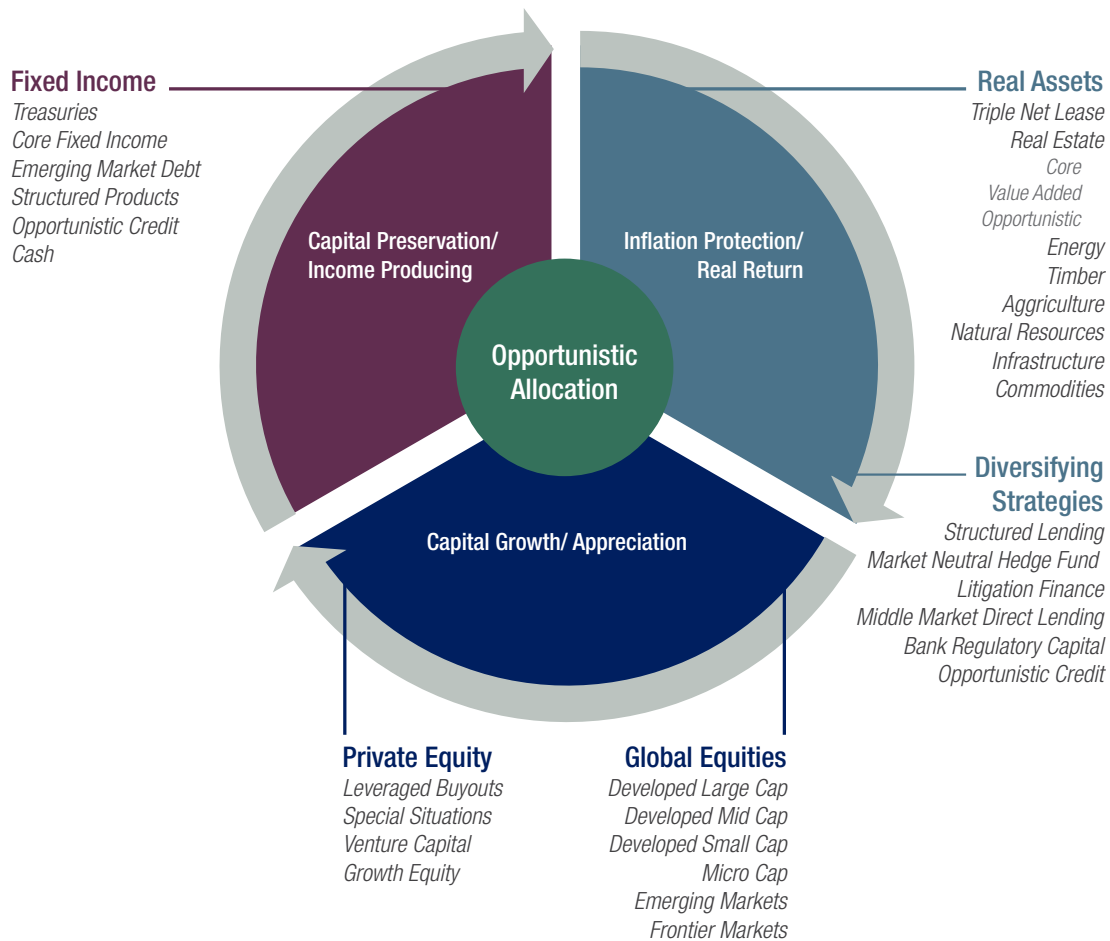 Fixed Income
Treasuries
Core Fixed Income
Emerging Market Debt
Structured Products
Opportunistic Credit
Cash
Capital Preservation/
Income Producing
Inflation Protection/
Real Return
Real Assets
Triple Net Lease
Real Estate
Core
Value Added
Opportunistic
Energy
Timber
Aggriculture
Natural Resources
Infrastructure
Commodities
Opportunistic
Allocation
Diversifying
Strategies
Structured Lending
Market Neutral Hedge Fund
Litigation Finance
Middle Market Direct Lending
Bank Regulatory Capital
Opportunistic Credit
Capital Growth/ Appreciation
Private Equity
Leveraged Buyouts
Special Situations
Venture Capital
Growth Equity
Global Equities
Developed Large Cap
Developed Mid Cap
Developed Small Cap
Micro Cap
Emerging Markets
Frontier Markets